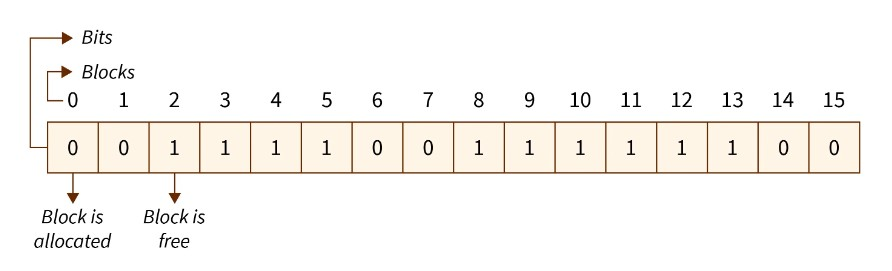 Bits
Blocks
0 1 2 3 4 5 6 7 8 9 10 11 12 13 14 15
0 0 1 1 1 1 0 0 1 1 1 1 1 1 0 0
Block is
allocated
Block is
free